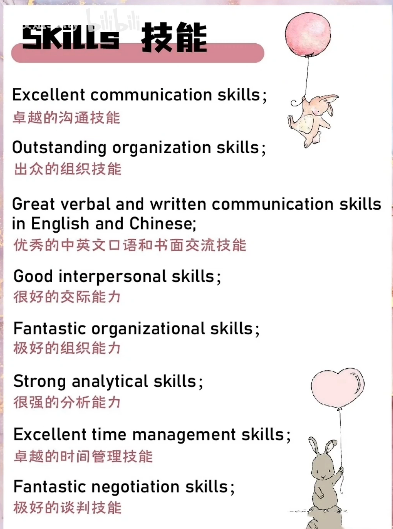 Skills 技能
Excellent communication skills；
卓越的沟通技能
Outstanding organization skills；
出众的组织技能
Great verbal and written communication skills
in English and Chinese;
优秀的中英文口语和书面交流技能
Good interpersonal skills；
很好的交际能力
Fantastic organizational skills；
极好的组织能力
Strong analytical skills；
很强的分析能力
Excellent time management skills；
卓越的时间管理技能
Fantastic negotiation skills；
极好的谈判技能